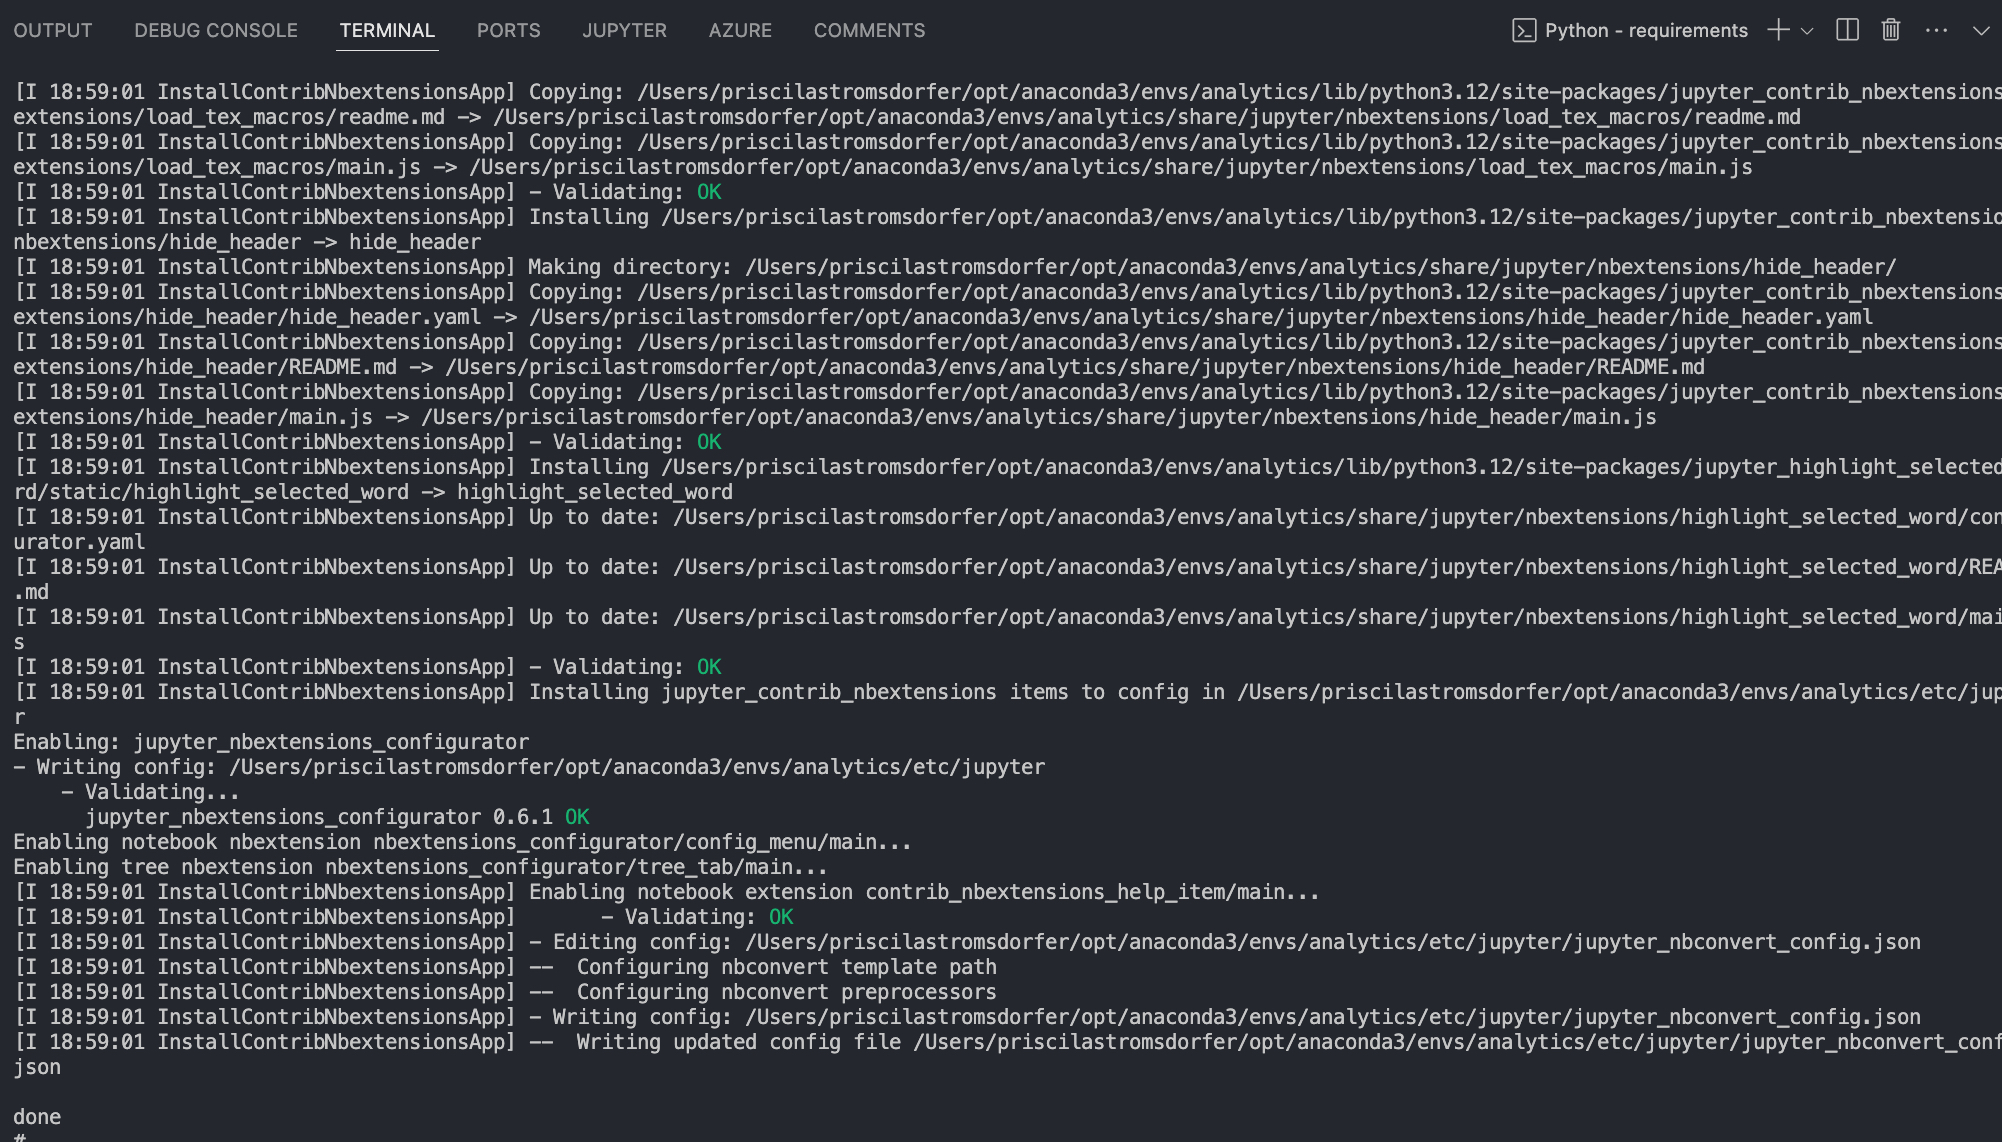 OUTPUT DEBUG CONSOLE TERMINAL PORTS JUPYTER AZURE COMMENTS Python - requirements
[I 18:59:01 InstallContribNbextensionsApp] Copying: /Users/priscilastromsdorfer/opt/anaconda3/envs/analytics/lib/python3.12/site-packages/jupyter_contrib_nbextensions
extensions/load_tex_macros/readme.md -> /Users/priscilastromsdorfer/opt/anaconda3/envs/analytics/share/jupyter/nbextensions/load_tex_macros/readme.md
[I 18:59:01 InstallContribNbextensionsApp] Copying: /Users/priscilastromsdorfer/opt/anaconda3/envs/analytics/lib/python3.12/site-packages/jupyter_contrib_nbextensions
extensions/load_tex_macros/main.js -> /Users/priscilastromsdorfer/opt/anaconda3/envs/analytics/share/jupyter/nbextensions/load_tex_macros/main.js
[I 18:59:01 InstallContribNbextensionsApp] - Validating: OK
[I 18:59:01 InstallContribNbextensionsApp] Installing /Users/priscilastromsdorfer/opt/anaconda3/envs/analytics/lib/python3.12/site-packages/jupyter_contrib_nbextensio
nbextensions/hide_header -> hide_header
[I 18:59:01 InstallContribNbextensionsApp] Making directory: /Users/priscilastromsdorfer/opt/anaconda3/envs/analytics/share/jupyter/nbextensions/hide_header/
[I 18:59:01 InstallContribNbextensionsApp] Copying: /Users/priscilastromsdorfer/opt/anaconda3/envs/analytics/lib/python3.12/site-packages/jupyter_contrib_nbextensions
extensions/hide_header/hide_header.yaml -> /Users/priscilastromsdorfer/opt/anaconda3/envs/analytics/share/jupyter/nbextensions/hide_header/hide_header.yaml
[I 18:59:01 InstallContribNbextensionsApp] Copying: /Users/priscilastromsdorfer/opt/anaconda3/envs/analytics/lib/python3.12/site-packages/jupyter_contrib_nbextensions
extensions/hide_header/README.md -> /Users/priscilastromsdorfer/opt/anaconda3/envs/analytics/share/jupyter/nbextensions/hide_header/README.md
[I 18:59:01 InstallContribNbextensionsApp] Copying: /Users/priscilastromsdorfer/opt/anaconda3/envs/analytics/lib/python3.12/site-packages/jupyter_contrib_nbextensions
extensions/hide_header/main.js -> /Users/priscilastromsdorfer/opt/anaconda3/envs/analytics/share/jupyter/nbextensions/hide_header/main.js
[I 18:59:01 InstallContribNbextensionsApp] - Validating: OK
[I 18:59:01 InstallContribNbextensionsApp] Installing /Users/priscilastromsdorfer/opt/anaconda3/envs/analytics/lib/python3.12/site-packages/jupyter_highlight_selected
rd/static/highlight_selected_word -> highlight_selected_word
[I 18:59:01 InstallContribNbextensionsApp] Up to date: /Users/priscilastromsdorfer/opt/anaconda3/envs/analytics/share/jupyter/nbextensions/highlight_selected_word/con
urator.yaml
[I 18:59:01 InstallContribNbextensionsApp] Up to date: /Users/priscilastromsdorfer/opt/anaconda3/envs/analytics/share/jupyter/nbextensions/highlight_selected_word/REA
.md
[I 18:59:01 InstallContribNbextensionsApp] Up to date: /Users/priscilastromsdorfer/opt/anaconda3/envs/analytics/share/jupyter/nbextensions/highlight_selected_word/mai
s
[I 18:59:01 InstallContribNbextensionsApp] - Validating: OK
[I 18:59:01 InstallContribNbextensionsApp] Installing jupyter_contrib_nbextensions items to config in /Users/priscilastromsdorfer/opt/anaconda3/envs/analytics/etc/jup
r
Enabling: jupyter_nbextensions_configurator
- Writing config: /Users/priscilastromsdorfer/opt/anaconda3/envs/analytics/etc/jupyter
    - Validating...
      jupyter_nbextensions_configurator 0.6.1 OK
Enabling notebook nbextension nbextensions_configurator/config_menu/main...
Enabling tree nbextension nbextensions_configurator/tree_tab/main...
[I 18:59:01 InstallContribNbextensionsApp] Enabling notebook extension contrib_nbextensions_help_item/main...
[I 18:59:01 InstallContribNbextensionsApp]       - Validating: OK
[I 18:59:01 InstallContribNbextensionsApp] - Editing config: /Users/priscilastromsdorfer/opt/anaconda3/envs/analytics/etc/jupyter/jupyter_nbconvert_config.json
[I 18:59:01 InstallContribNbextensionsApp] --  Configuring nbconvert template path
[I 18:59:01 InstallContribNbextensionsApp] --  Configuring nbconvert preprocessors
[I 18:59:01 InstallContribNbextensionsApp] - Writing config: /Users/priscilastromsdorfer/opt/anaconda3/envs/analytics/etc/jupyter/jupyter_nbconvert_config.json
[I 18:59:01 InstallContribNbextensionsApp] --  Writing updated config file /Users/priscilastromsdorfer/opt/anaconda3/envs/analytics/etc/jupyter/jupyter_nbconvert_conf
json
done
#